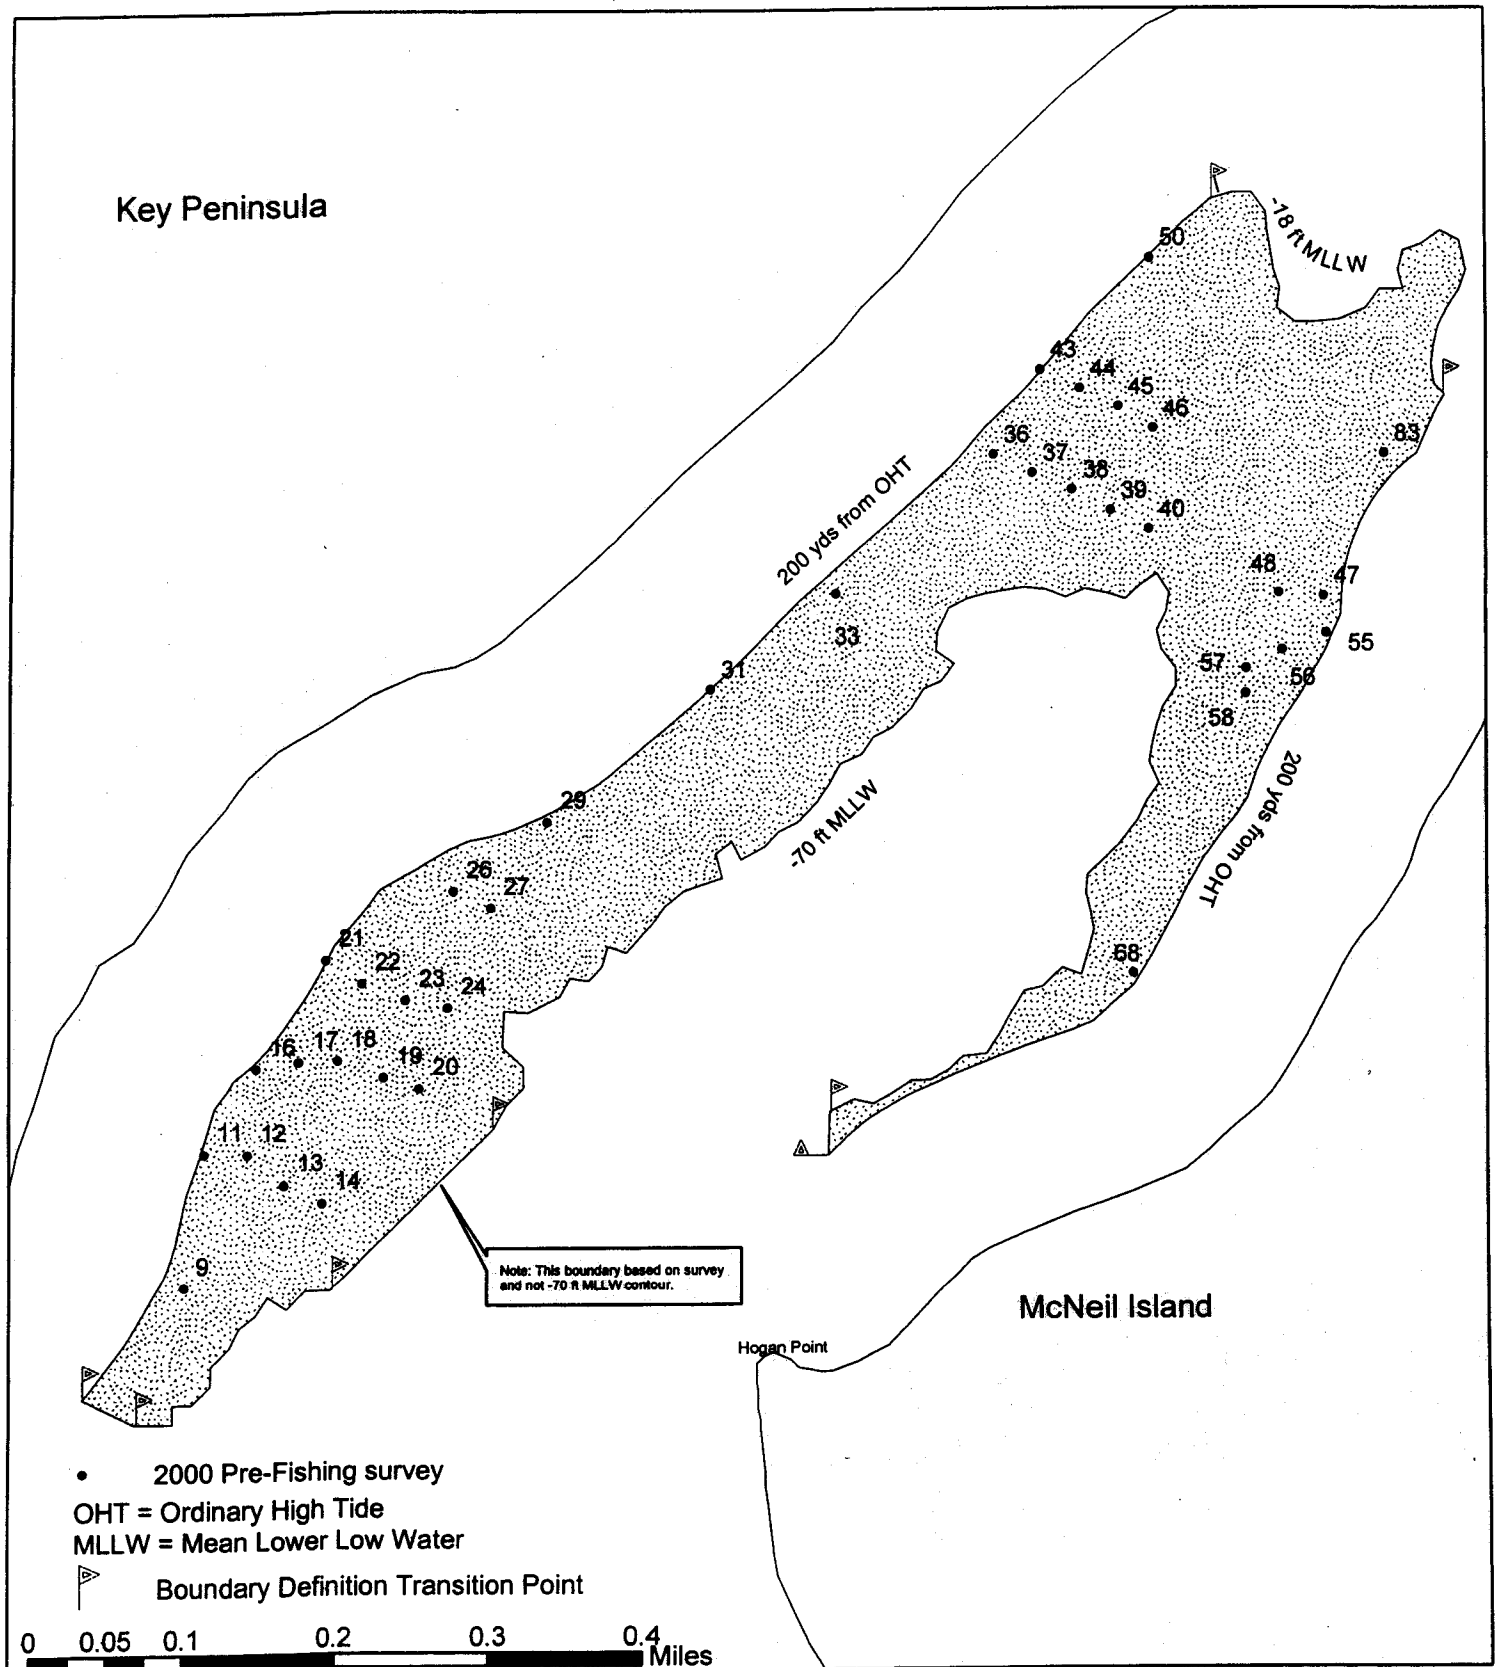 Key Peninsula
50
-18 ft MLLW
43
44
45
46
83
36
37
38
39
40
200 yds from OHT
48
47
33
55
57
56
31
58
29
-70 ft MLLW
200 yds from OHT
26
27
21
22
23
24
68
16
17
18
19
20
11
12
13
14
9
Note: This boundary based on survey
and not -70 ft MLLW contour.
McNeil Island
Hogan Point
2000 Pre-Fishing survey
OHT = Ordinary High Tide
MLLW = Mean Lower Low Water
Boundary Definition Transition Point
0 0.05 0.1 0.2 0.3 0.4 Miles